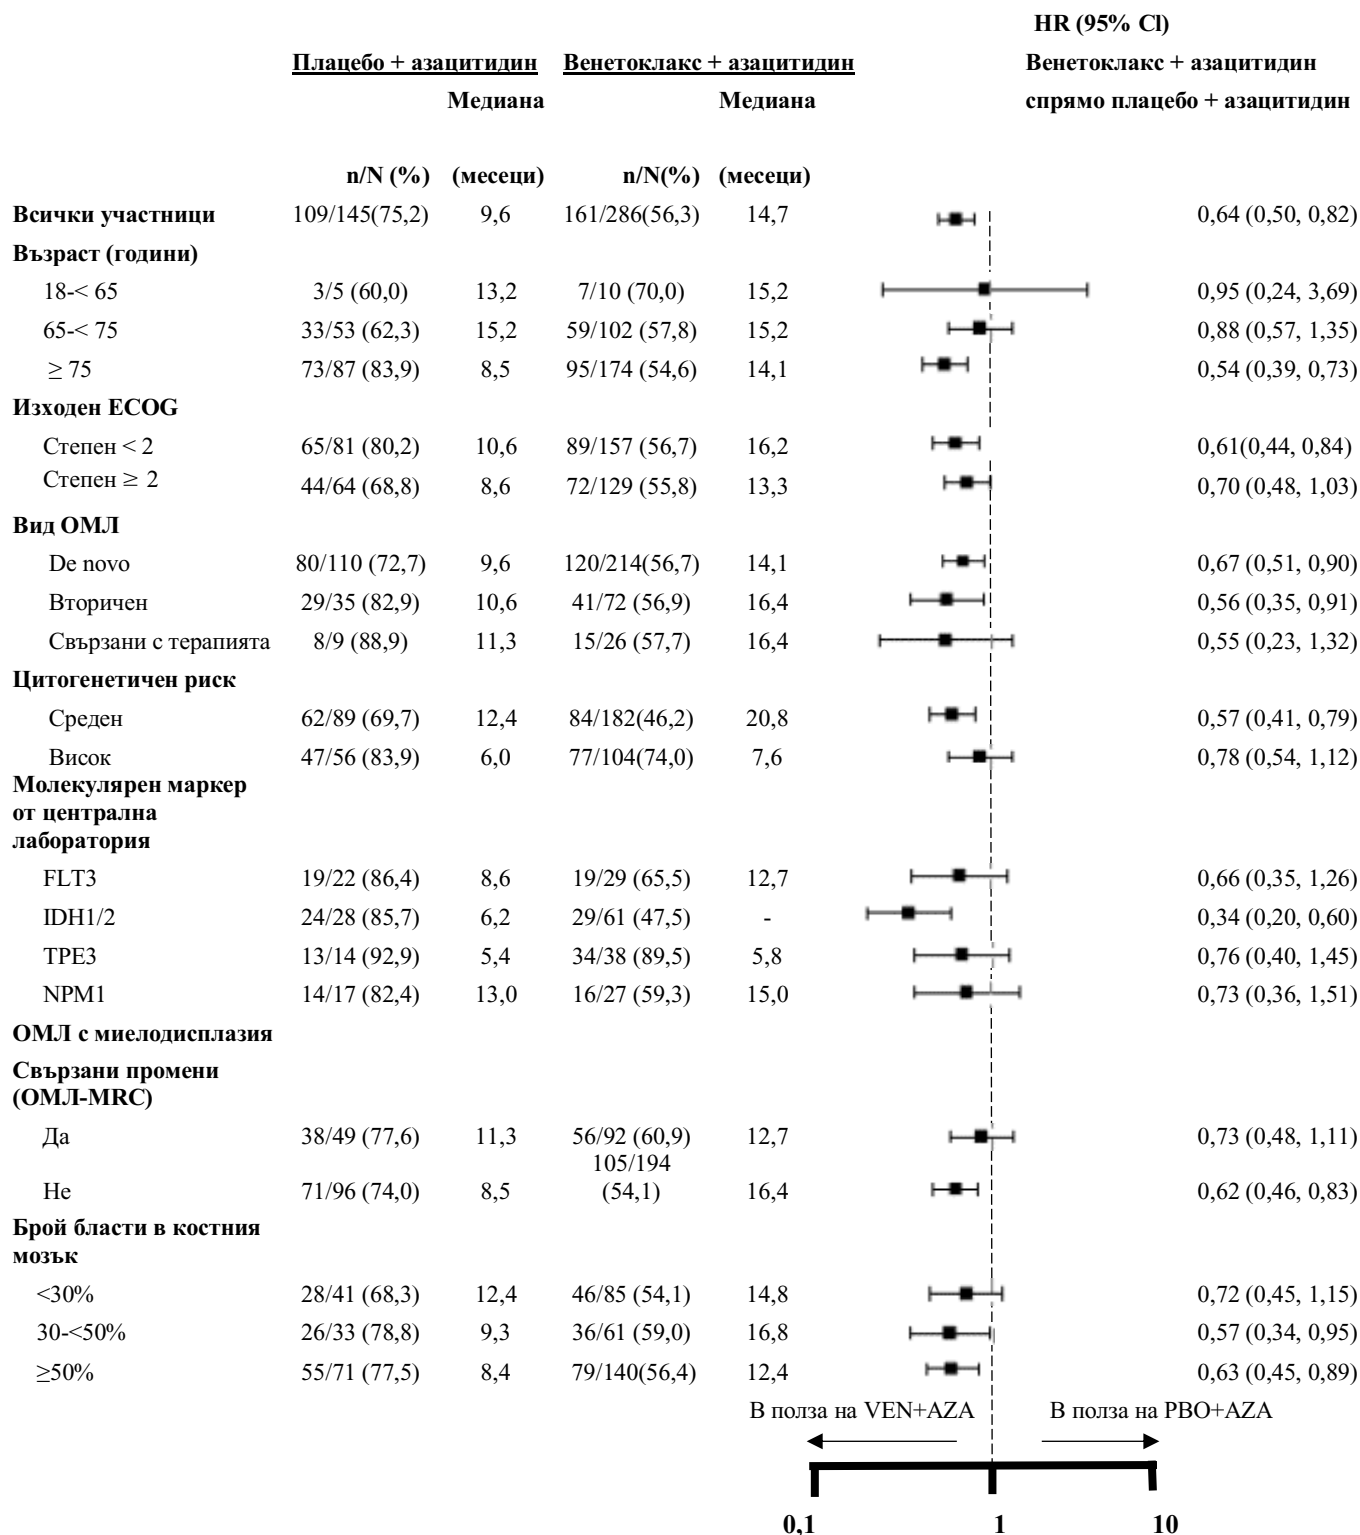 HR (95% Cl)
Плацебо + азацитидин Венетоклакс + азацитидин Венетоклакс + азацитидин
Медиана Медиана спрямо плацебо + азацитидин
n/N (%) (месеци) n/N(%) (месеци)
Всички участници 109/145(75,2) 9,6 161/286(56,3) 14,7 0,64 (0,50, 0,82)
Възраст (години)
18-< 65 3/5 (60,0) 13,2 7/10 (70,0) 15,2 0,95 (0,24, 3,69)
65-< 75 33/53 (62,3) 15,2 59/102 (57,8) 15,2 0,88 (0,57, 1,35)
≥ 75 73/87 (83,9) 8,5 95/174 (54,6) 14,1 0,54 (0,39, 0,73)
Изходен ECOG
Степен < 2 65/81 (80,2) 10,6 89/157 (56,7) 16,2 0,61(0,44, 0,84)
Степен ≥ 2 44/64 (68,8) 8,6 72/129 (55,8) 13,3 0,70 (0,48, 1,03)
Вид ОМЛ
De novo 80/110 (72,7) 9,6 120/214(56,7) 14,1 0,67 (0,51, 0,90)
Вторичен 29/35 (82,9) 10,6 41/72 (56,9) 16,4 0,56 (0,35, 0,91)
Свързани с терапията 8/9 (88,9) 11,3 15/26 (57,7) 16,4 0,55 (0,23, 1,32)
Цитогенетичен риск
Среден 62/89 (69,7) 12,4 84/182(46,2) 20,8 0,57 (0,41, 0,79)
Висок 47/56 (83,9) 6,0 77/104(74,0) 7,6 0,78 (0,54, 1,12)
Молекулярен маркер
от централна
лаборатория
FLT3 19/22 (86,4) 8,6 19/29 (65,5) 12,7 0,66 (0,35, 1,26)
IDH1/2 24/28 (85,7) 6,2 29/61 (47,5) - 0,34 (0,20, 0,60)
TPE3 13/14 (92,9) 5,4 34/38 (89,5) 5,8 0,76 (0,40, 1,45)
NPM1 14/17 (82,4) 13,0 16/27 (59,3) 15,0 0,73 (0,36, 1,51)
ОМЛ с миелодисплазия
Свързани промени
(ОМЛ-MRC)
Да 38/49 (77,6) 11,3 56/92 (60,9) 12,7 0,73 (0,48, 1,11)
105/194
Не 71/96 (74,0) 8,5 (54,1) 16,4 0,62 (0,46, 0,83)
Брой бласти в костния
мозък
<30% 28/41 (68,3) 12,4 46/85 (54,1) 14,8 0,72 (0,45, 1,15)
30-<50% 26/33 (78,8) 9,3 36/61 (59,0) 16,8 0,57 (0,34, 0,95)
≥50% 55/71 (77,5) 8,4 79/140(56,4) 12,4 0,63 (0,45, 0,89)
В полза на VEN+AZA В полза на PBO+AZA
0,1 1 10